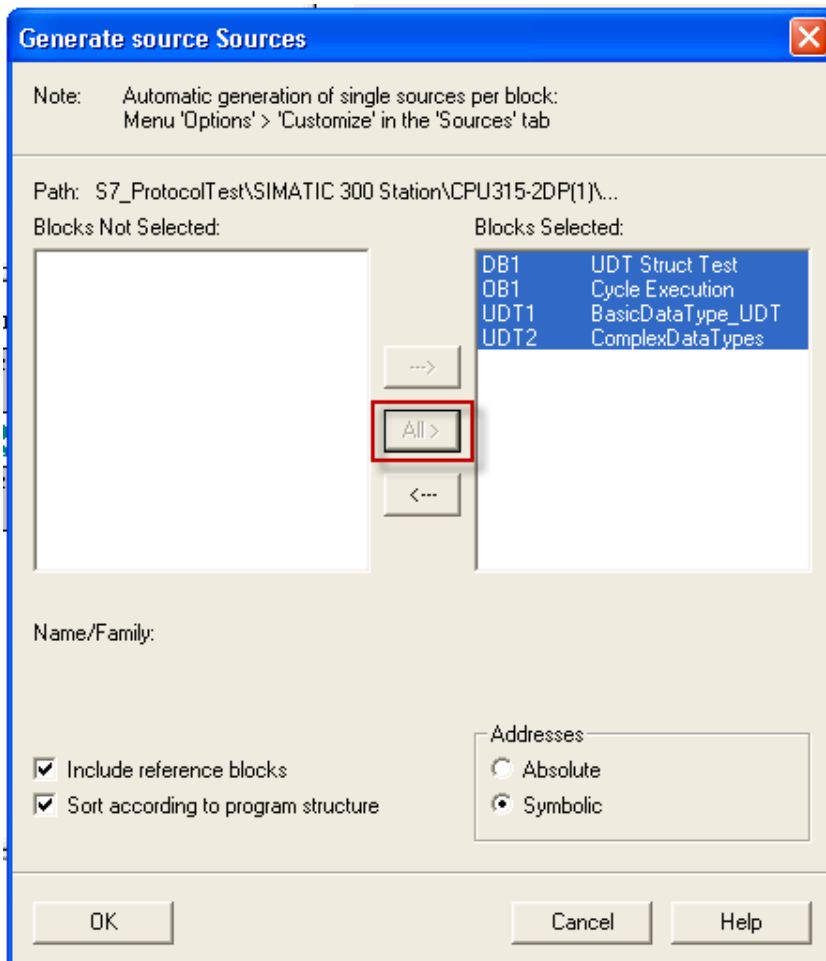 Generate source Sources
Note: Automatic generation of single sources per block:
Menu 'Options' > 'Customize' in the 'Sources' tab
Path: S7_ProtocolTest\SIMATIC 300 Station\CPU315-2DP(1)\...
Blocks Not Selected:
Blocks Selected:
DB1 UDT Struct Test
OB1 Cycle Execution
UDT1 BasicDataType_UDT
UDT2 ComplexDataTypes
--->
All >
<---
Name/Family:
Include reference blocks
Sort according to program structure
Addresses
Absolute
Symbolic
OK
Cancel
Help